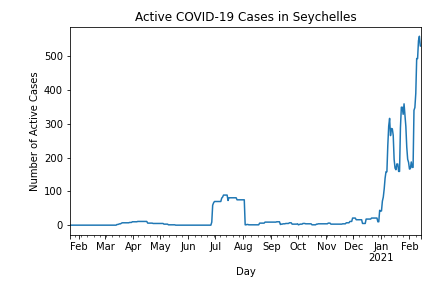 Active COVID-19 Cases in Seychelles
Number of Active Cases
500
400
300
200
100
0
Feb Mar Apr May Jun Jul Aug Sep Oct Nov Dec Jan Feb
2021
Day